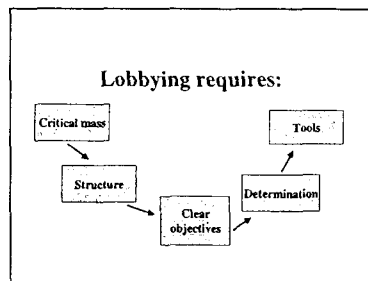 Lobbying requires:
Critical mass
Structure
Clear
objectives
Determination
Tools